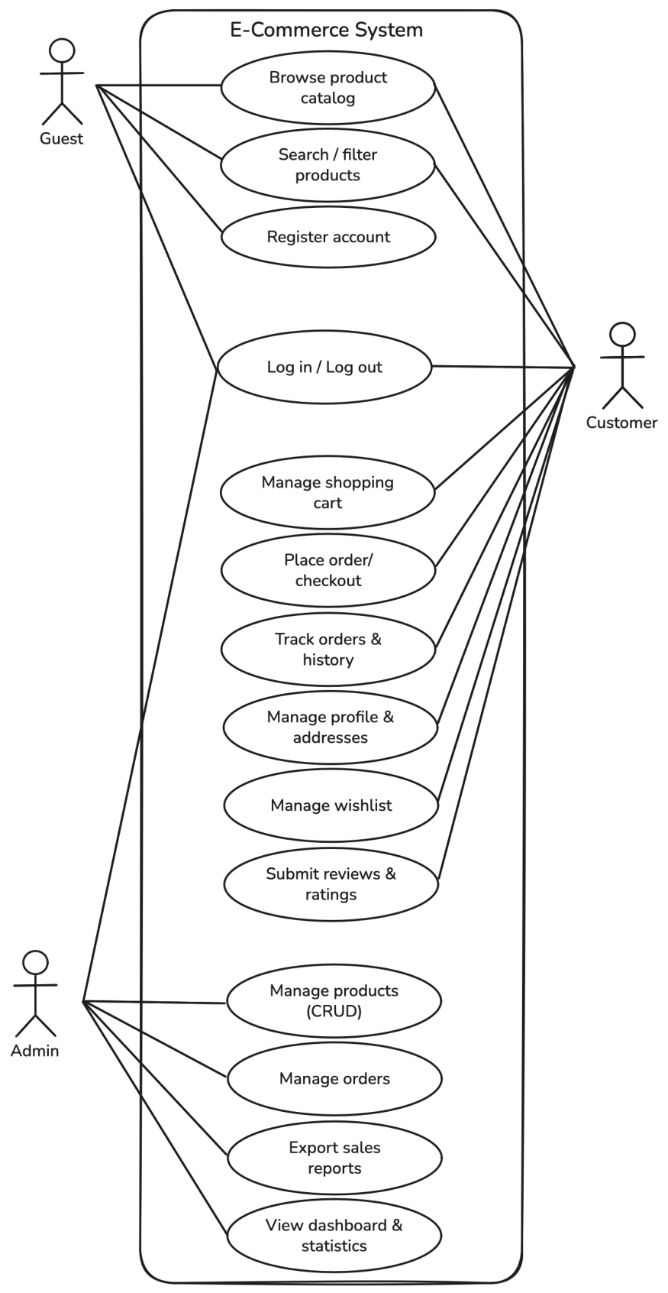 E-Commerce System
Guest
Browse product
catalog
Search / filter
products
Register account
Log in / Log out
Customer
Manage shopping
cart
Place order/
checkout
Track orders &
history
Manage profile &
addresses
Manage wishlist
Submit reviews &
ratings
Admin
Manage products
(CRUD)
Manage orders
Export sales
reports
View dashboard &
statistics